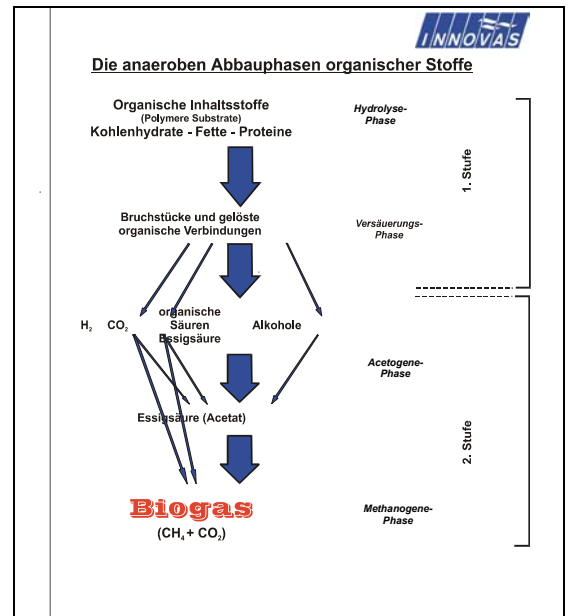 INNOVAS
Die anaeroben Abbauphasen organischer Stoffe
Organische Inhaltsstoffe
(Polymere Substrate)
Kohlenhydrate - Fette - Proteine
Hydrolyse-
Phase
1. Stufe
Bruchstücke und gelöste
organische Verbindungen
Versäuerungs-
Phase
H₂ CO₂
organische
Säuren
Essigsäure
Alkohole
Acetogene-
Phase
Essigsäure (Acetat)
2. Stufe
Biogas
(CH₄ + CO₂)
Methanogene-
Phase